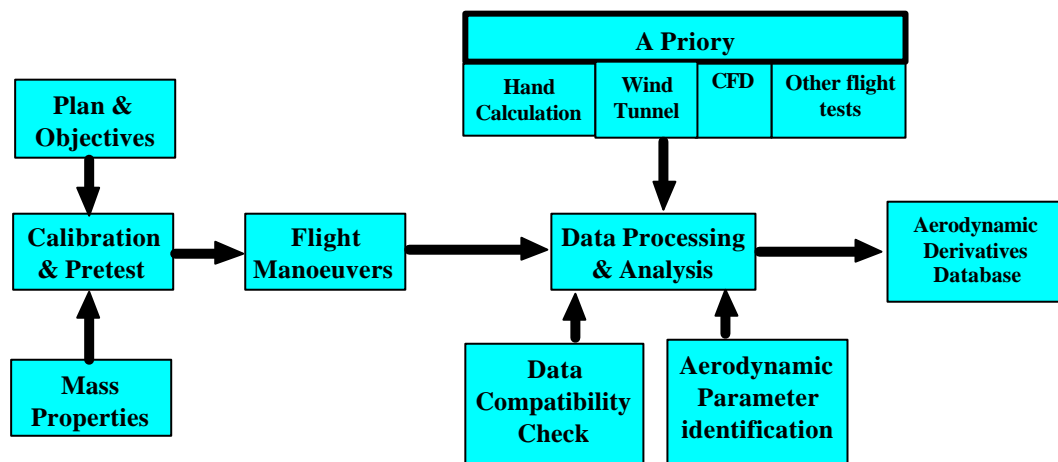 A Priory
Hand
Calculation
Wind
Tunnel
CFD
Other flight
tests
Plan &
Objectives
Calibration
& Pretest
Flight
Manoeuvers
Data Processing
& Analysis
Aerodynamic
Derivatives
Database
Mass
Properties
Data
Compatibility
Check
Aerodynamic
Parameter
identification